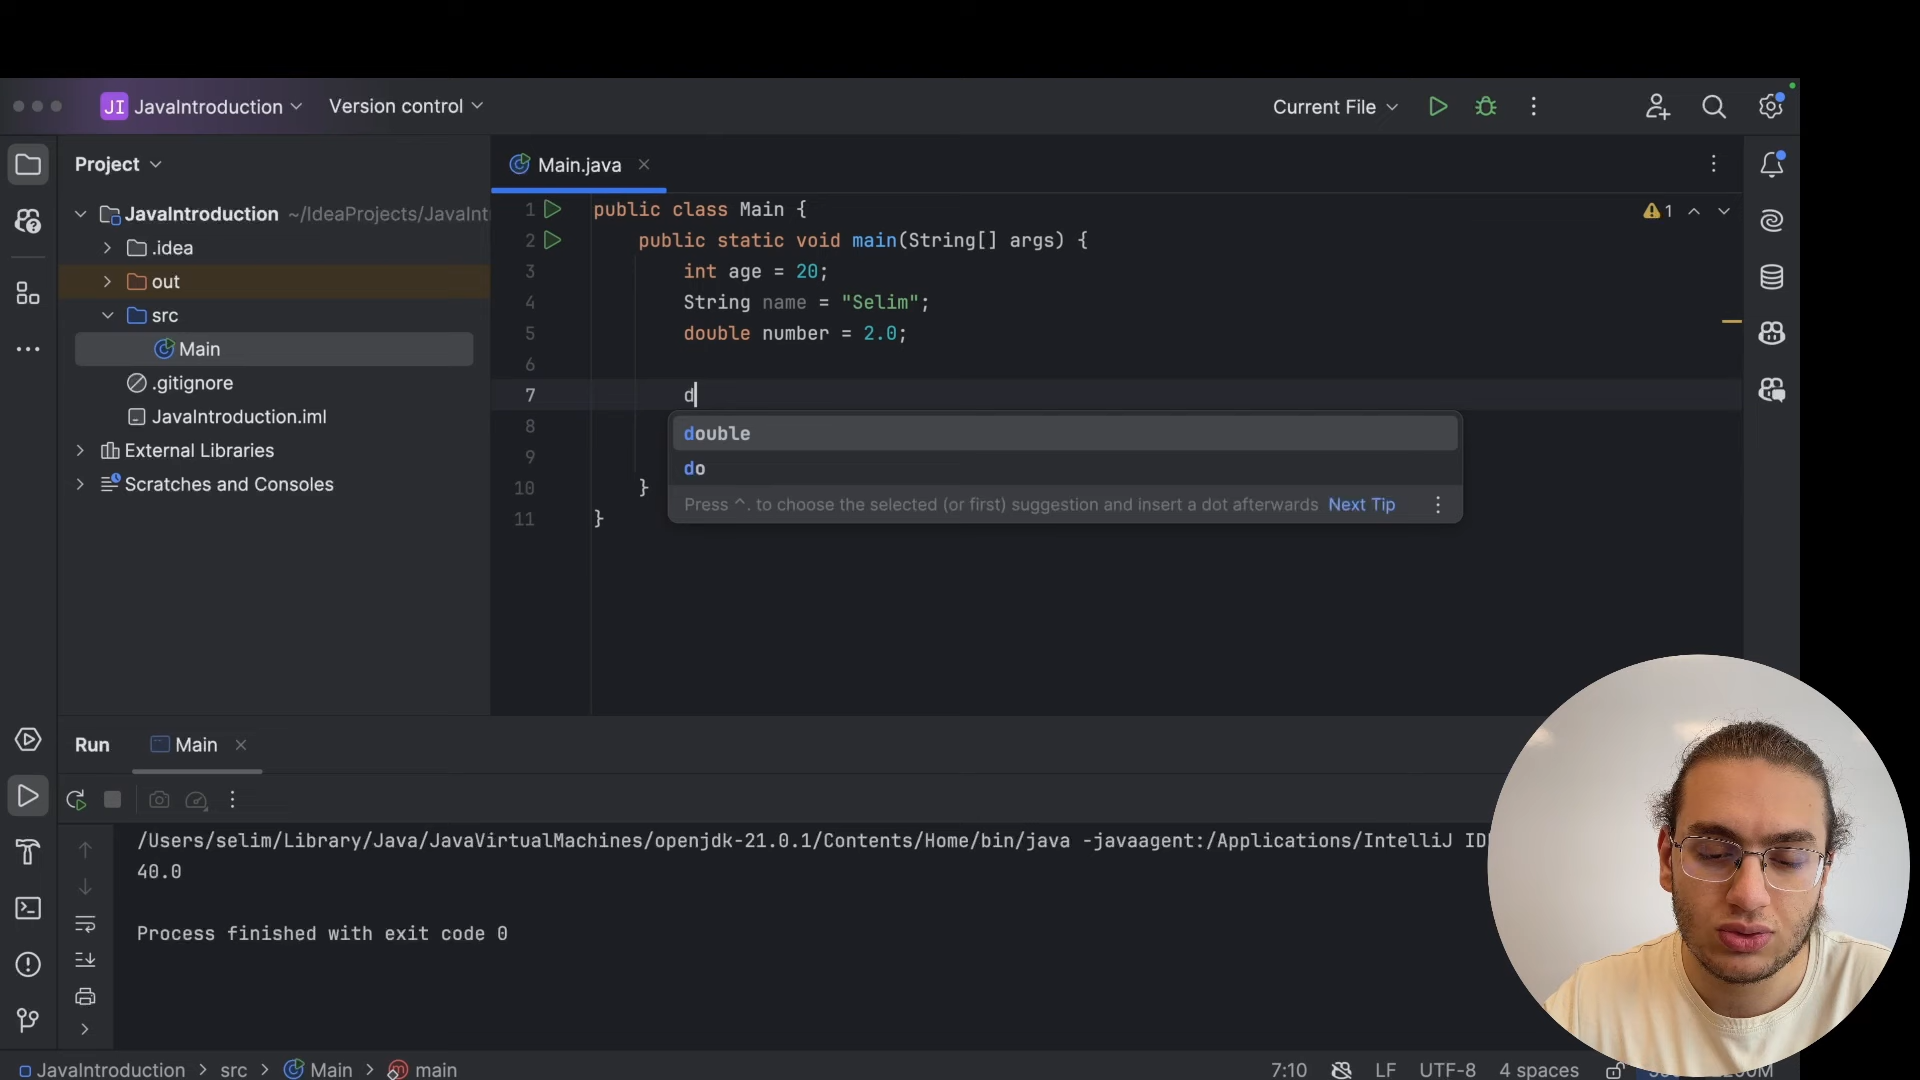 JI JavaIntroduction Version control Current File
Project
Main.java
JavaIntroduction ~/IdeaProjects/JavaInt
.idea
out
src
Main
.gitignore
JavaIntroduction.iml
External Libraries
Scratches and Consoles
1 public class Main {
2 public static void main(String[] args) {
3 int age = 20;
4 String name = "Selim";
5 double number = 2.0;
6
7 d
8
9
10 }
11 }
1
double
do
Press ^. to choose the selected (or first) suggestion and insert a dot afterwards Next Tip
Run Main
/Users/selim/Library/Java/JavaVirtualMachines/openjdk-21.0.1/Contents/Home/bin/java -javaagent:/Applications/IntelliJ ID
40.0
Process finished with exit code 0
JavaIntroduction > src > Main > main 7:10 LF UTF-8 4 spaces